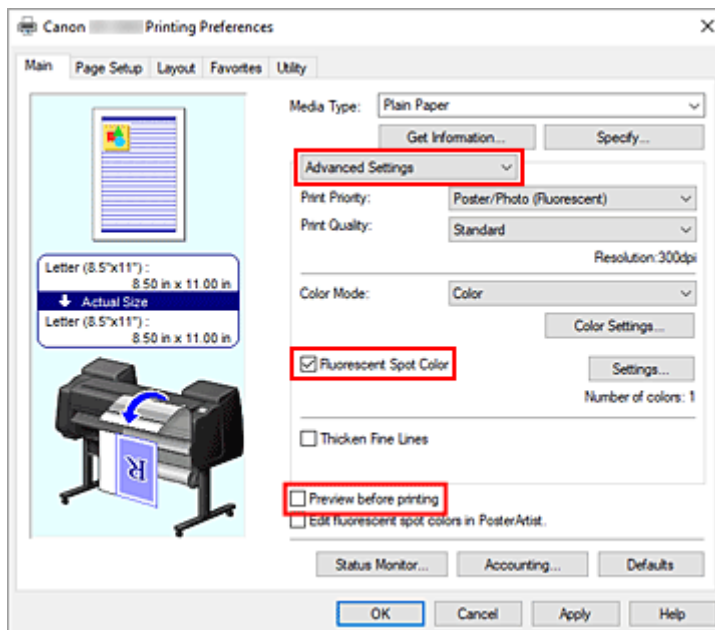 Canon Printing Preferences
Main Page Setup Layout Favorites Utility
Media Type: Plain Paper
Get Information... Specify...
Advanced Settings
Print Priority: Poster/Photo (Fluorescent)
Print Quality: Standard
Resolution:300dpi
Color Mode: Color
Color Settings...
Fluorescent Spot Color Settings...
Number of colors: 1
Thicken Fine Lines
Preview before printing
Edit fluorescent spot colors in PosterArtist.
Status Monitor... Accounting... Defaults
OK Cancel Apply Help
Letter (8.5"x11") :
8.50 in x 11.00 in
Actual Size
Letter (8.5"x11") :
8.50 in x 11.00 in
R